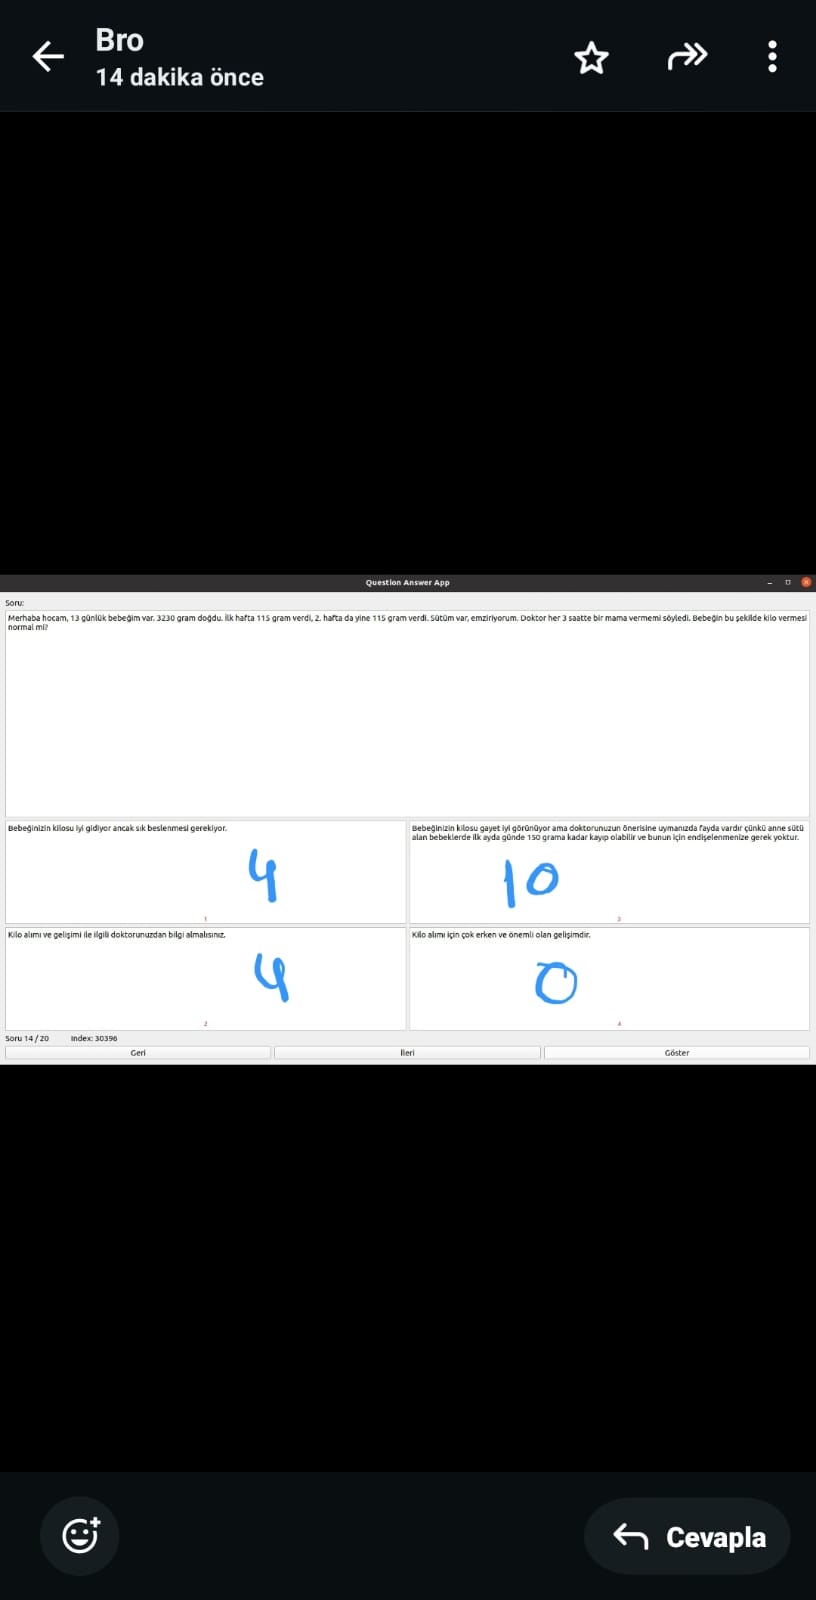 Bro
14 dakika önce
Question Answer App
Soru:
Merhaba hocam, 13 günlük bebeğim var. 3230 gram doğdu. İlk hafta 115 gram verdi, 2. hafta da yine 115 gram verdi. Sütüm var, emziriyorum. Doktor her 3 saatte bir mama vermemi söyledi. Bebeğin bu şekilde kilo vermesi
normal mi?
Bebeğinizin kilosu iyi gidiyor ancak sık beslenmesi gerekiyor.
4
1
Bebeğinizin kilosu gayet iyi görünüyor ama doktorunuzun önerisine uymanızda fayda vardır çünkü anne sütü
alan bebeklerde ilk ayda günde 150 grama kadar kayıp olabilir ve bunun için endişelenmenize gerek yoktur.
10
3
Kilo alımı ve gelişimi ile ilgili doktorunuzdan bilgi almalısınız.
4
2
Kilo alımı için çok erken ve önemli olan gelişimdir.
0
4
Soru 14 / 20 Index: 30396
Geri İleri Göster
Cevapla